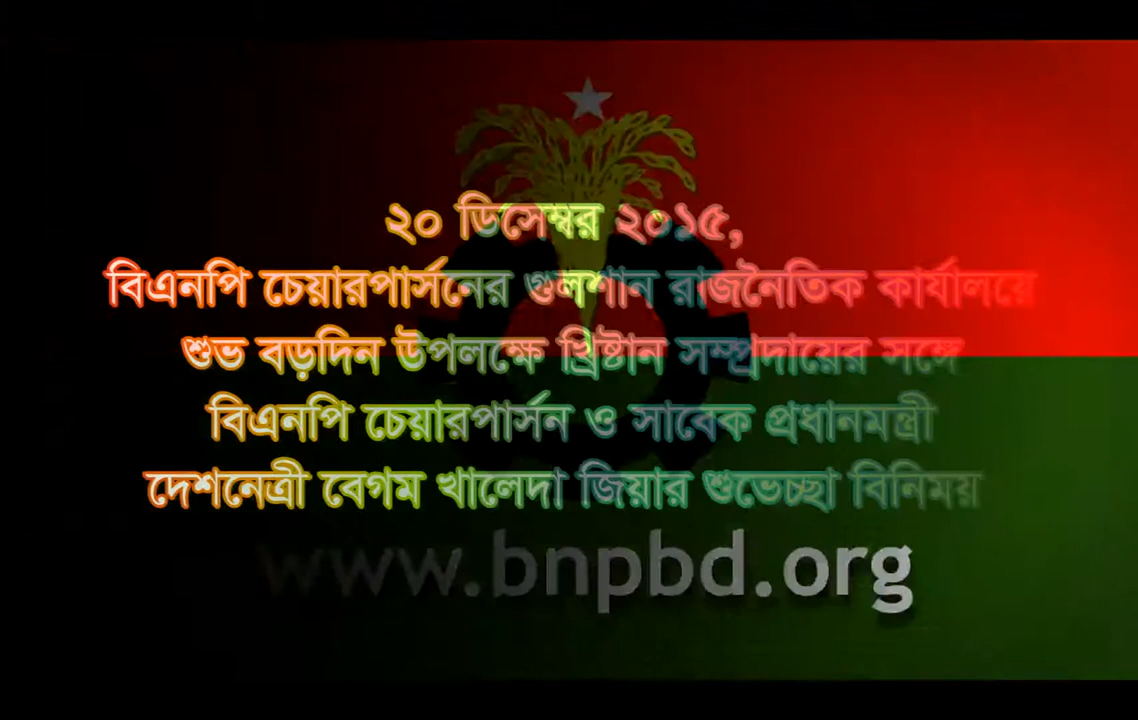 ২০ ডিসেম্বর ২০১৫,
বিএনপি চেয়ারপার্সনের গুলশান রাজনৈতিক কার্যালয়ে
শুভ বড়দিন উপলক্ষে খ্রিষ্টান সম্প্রদায়ের সঙ্গে
বিএনপি চেয়ারপার্সন ও সাবেক প্রধানমন্ত্রী
দেশনেত্রী বেগম খালেদা জিয়ার শুভেচ্ছা বিনিময়
www.bnpbd.org